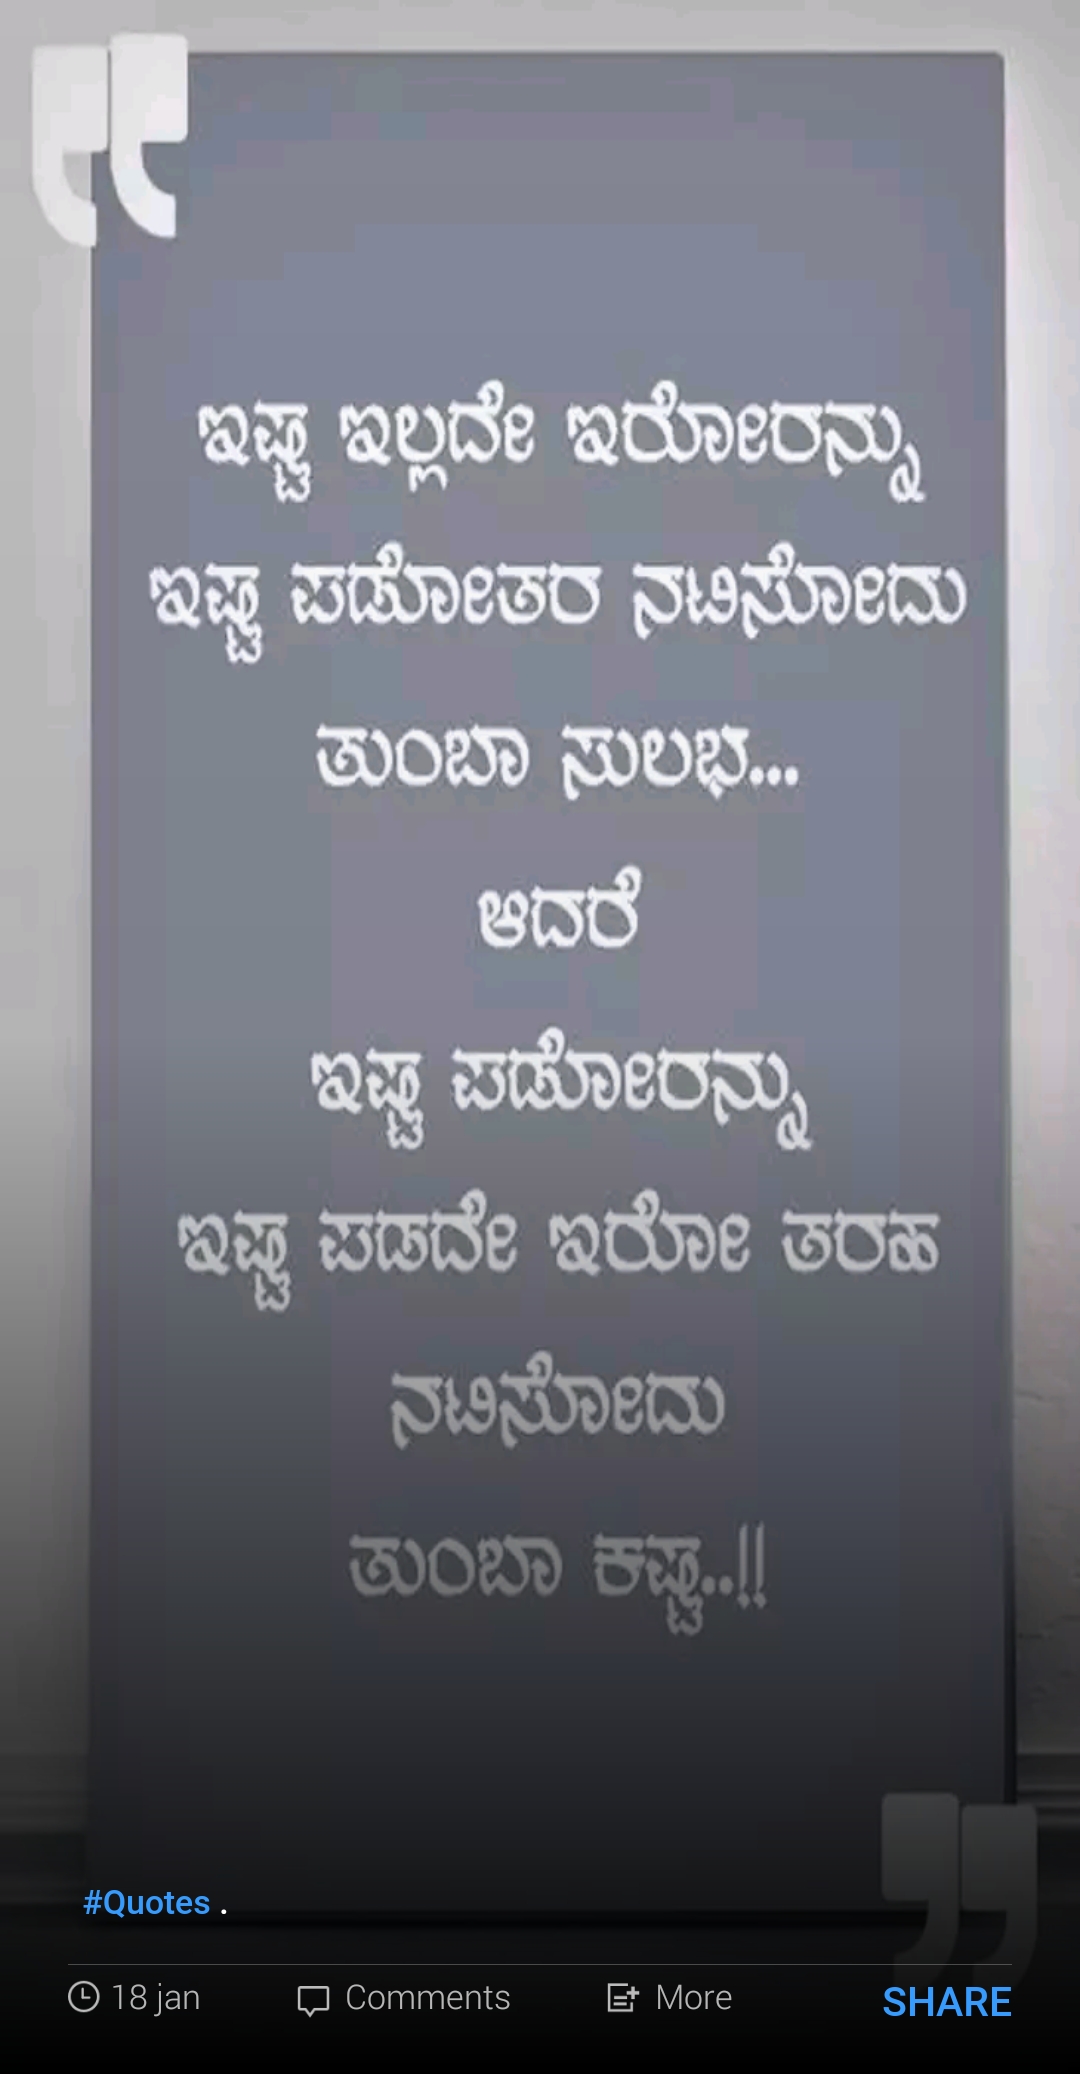 ಇಷ್ಟ ಇಲ್ಲದೇ ಇರೋರನ್ನು
ಇಷ್ಟ ಪಡೋತರ ನಟಿಸೋದು
ತುಂಬಾ ಸುಲಭ...
ಆದರೆ
ಇಷ್ಟ ಪಡೋರನ್ನು
ಇಷ್ಟ ಪಡದೇ ಇರೋ ತರಹ
ನಟಿಸೋದು
ತುಂಬಾ ಕಷ್ಟ..!!
#Quotes .
18 jan Comments More SHARE